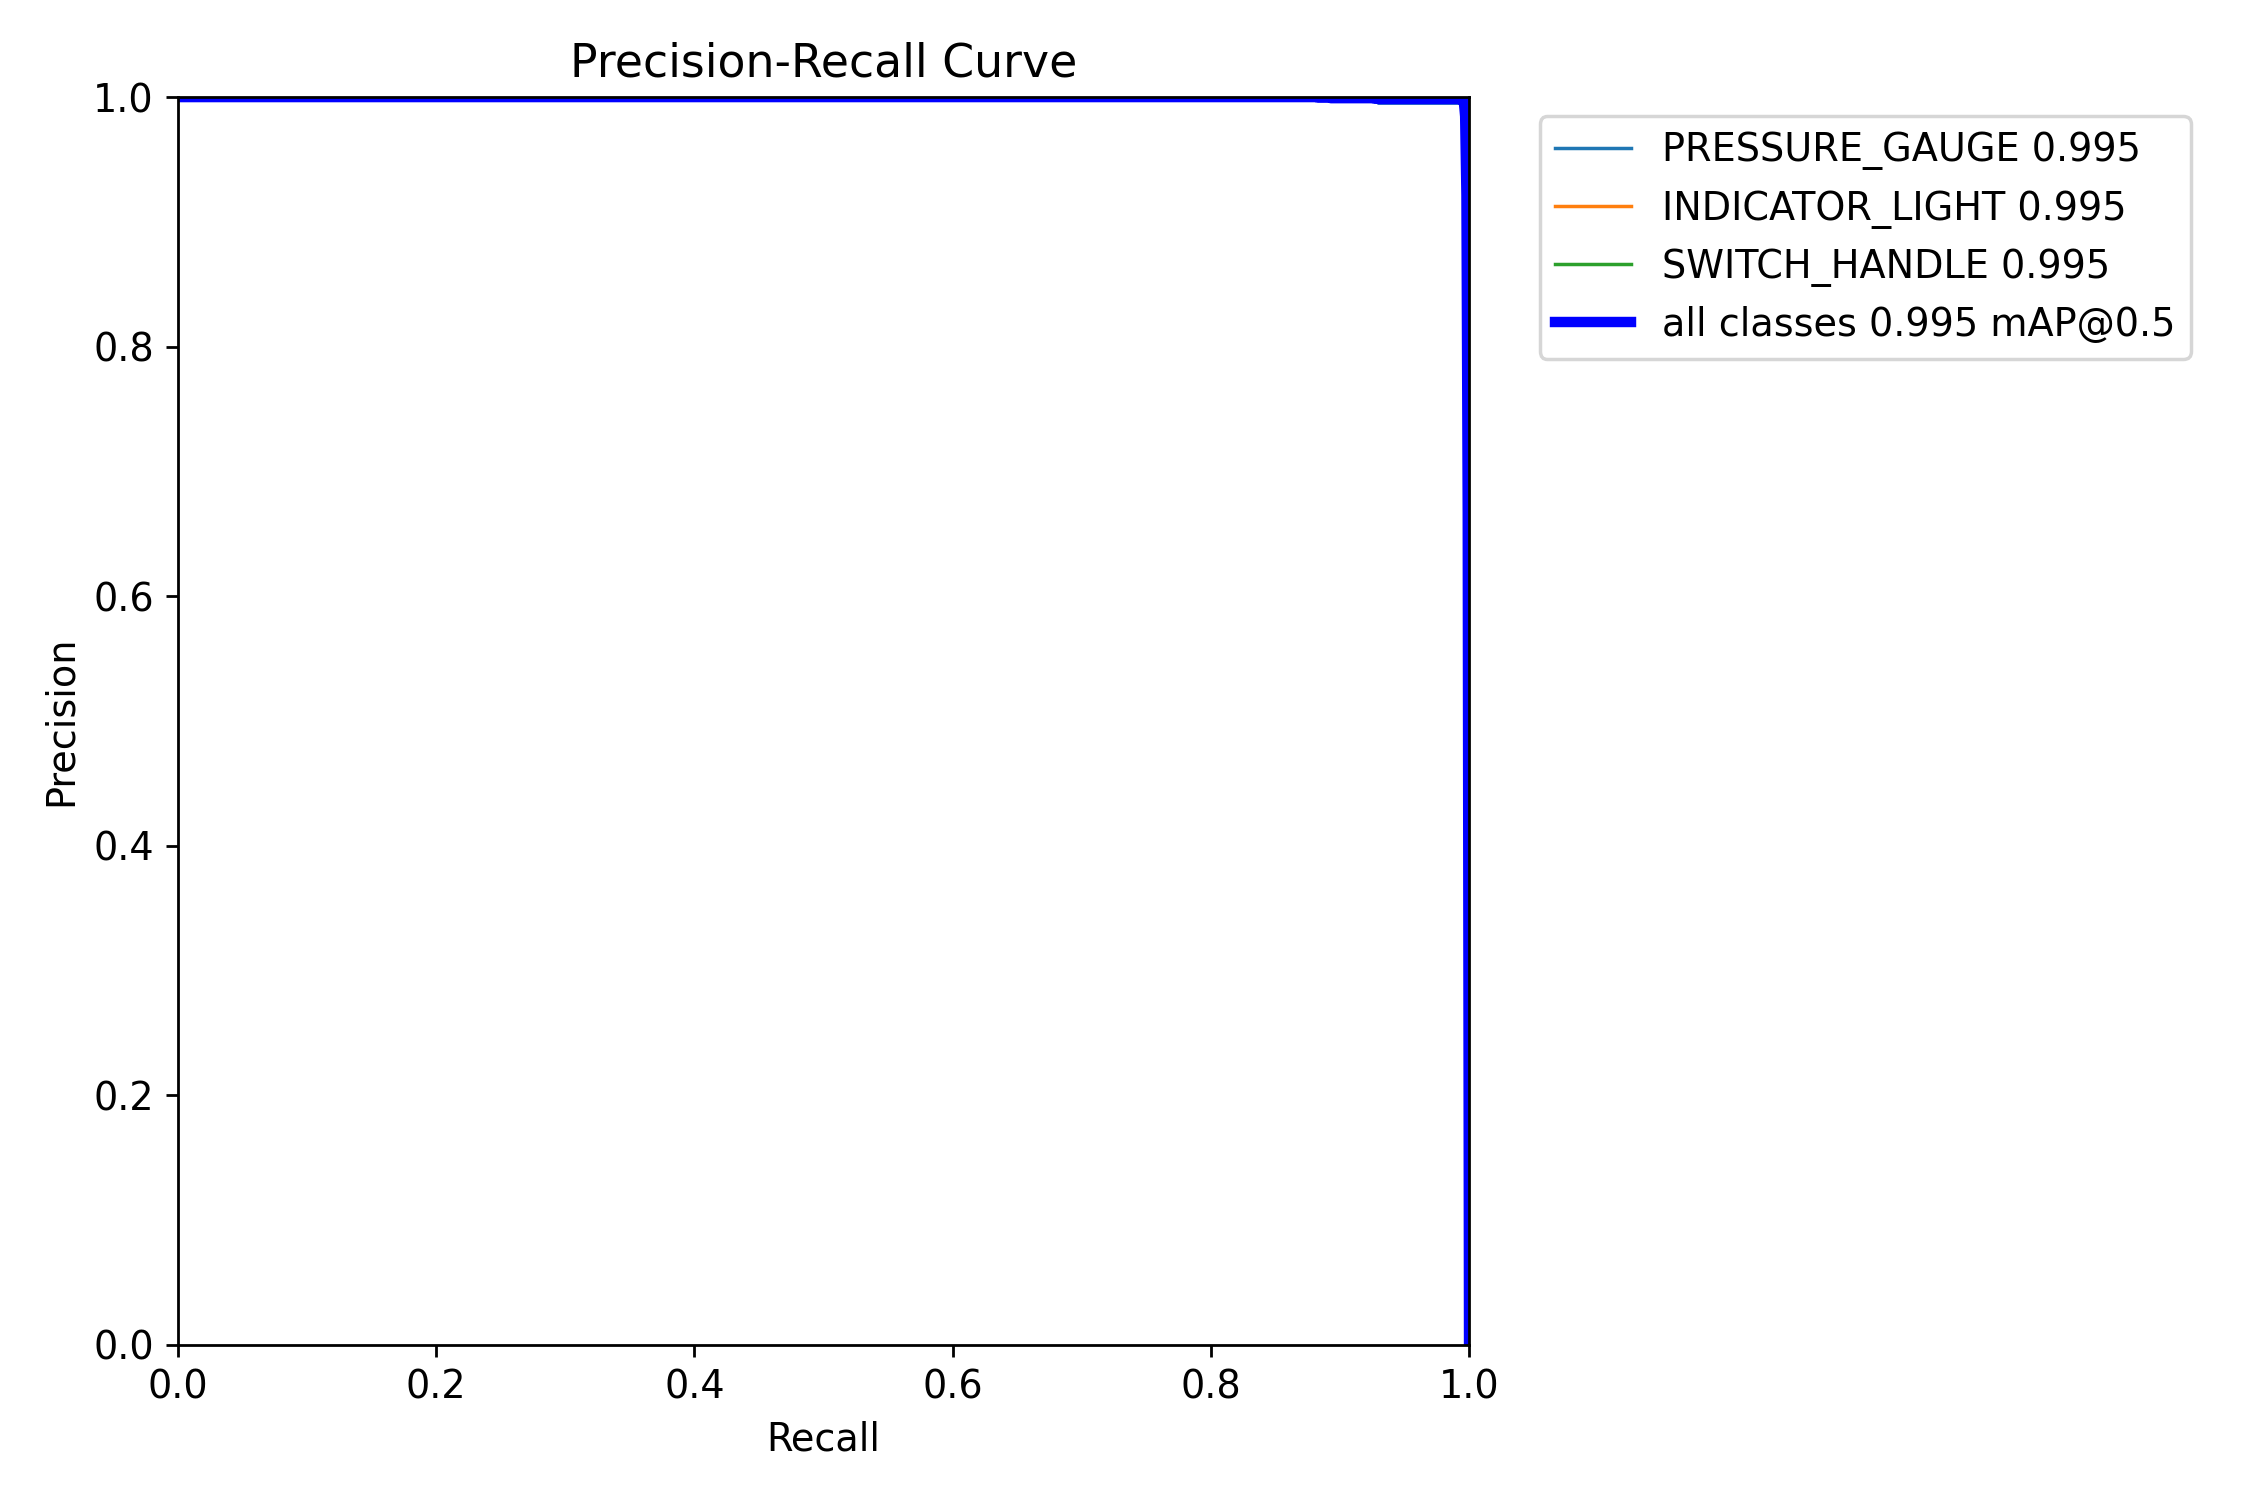 Precision-Recall Curve
1.0
0.8
0.6
0.4
0.2
0.0
Precision
0.0 0.2 0.4 0.6 0.8 1.0
Recall
PRESSURE_GAUGE 0.995
INDICATOR_LIGHT 0.995
SWITCH_HANDLE 0.995
all classes 0.995 mAP@0.5